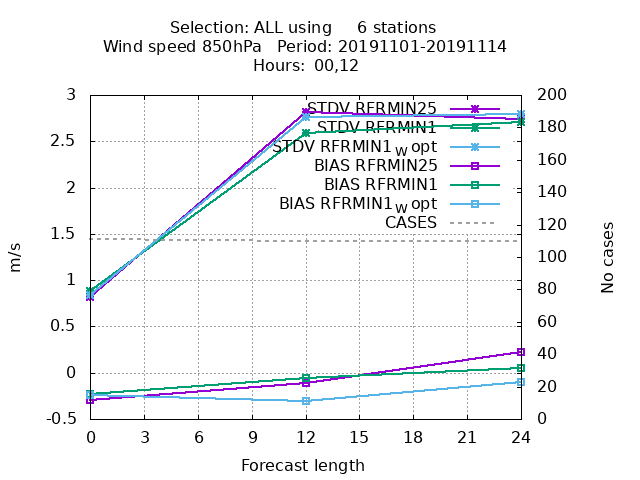 Selection: ALL using 6 stations
Wind speed 850hPa Period: 20191101-20191114
Hours: 00,12
m/s
No cases
3
2.5
2
1.5
1
0.5
0
-0.5
200
180
160
140
120
100
80
60
40
20
0
STDV RFRMIN25
STDV RFRMIN1
STDV RFRMIN1w opt
BIAS RFRMIN25
BIAS RFRMIN1
BIAS RFRMIN1w opt
CASES
0 3 6 9 12 15 18 21 24
Forecast length